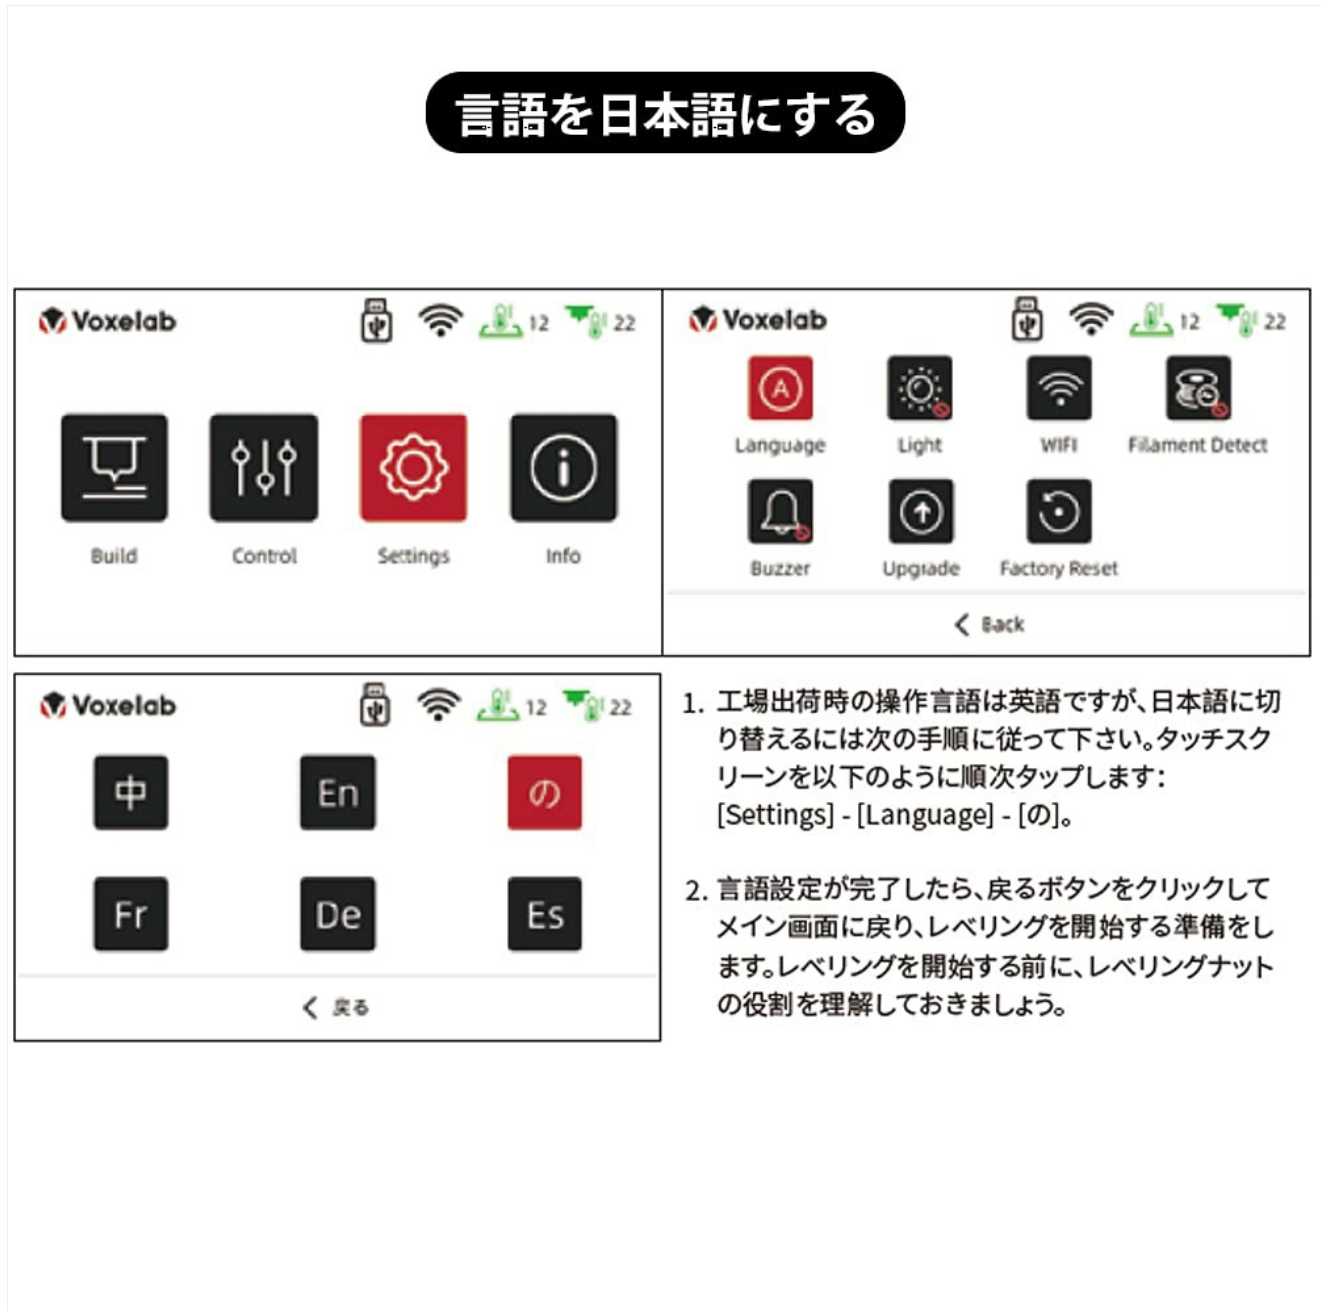 言語を日本語にする
Voxelab 12 22
Build Control Settings Info
Voxelab 12 22
A
Language Light WIFI Filament Detect
Buzzer Upgrade Factory Reset
Back
Voxelab 12 22
中 En の
Fr De Es
戻る
1. 工場出荷時の操作言語は英語ですが、日本語に切
り替えるには次の手順に従って下さい。タッチスク
リーンを以下のように順次タップします：
[Settings] - [Language] - [の]。
2. 言語設定が完了したら、戻るボタンをクリックして
メイン画面に戻り、レベリングを開始する準備をし
ます。レベリングを開始する前に、レベリングナット
の役割を理解しておきましょう。